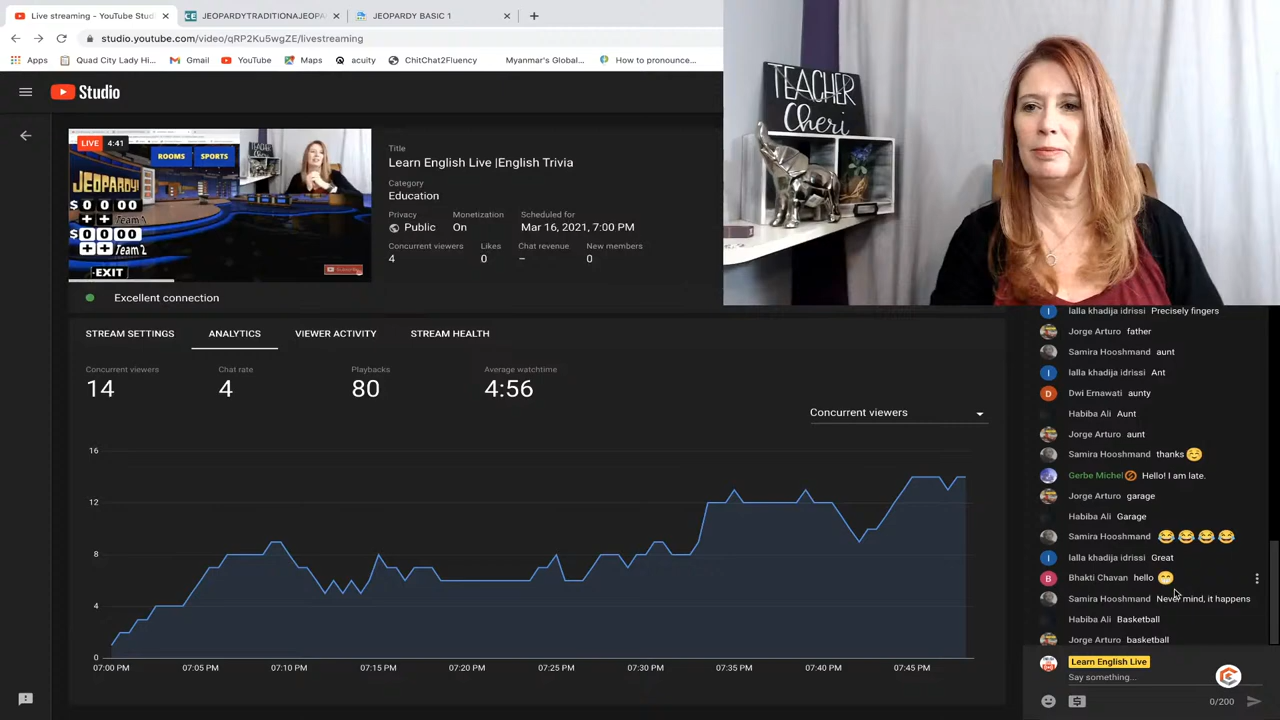 Live streaming - YouTube Stud
JEOPARDYTRADITIONAJEOPA
JEOPARDY BASIC 1
studio.youtube.com/video/qRP2Ku5wgZE/livestreaming
Apps
Quad City Lady Hi...
Gmail
YouTube
Maps
acuity
ChitChat2Fluency
Myanmar's Global...
How to pronounce...
Studio
TEACHER
Cheri
LIVE 4:41
ROOMS SPORTS
JEOPARDY!
$ 0 0 00
+ + /Team 1
$ 0 0 00
+ + /Team 2
EXIT
Subscribe
Title
Learn English Live |English Trivia
Category
Education
Privacy Monetization Scheduled for
Public On Mar 16, 2021, 7:00 PM
Concurrent viewers Likes Chat revenue New members
4 0 – 0
Excellent connection
STREAM SETTINGS ANALYTICS VIEWER ACTIVITY STREAM HEALTH
Concurrent viewers Chat rate Playbacks Average watchtime
14 4 80 4:56
Concurrent viewers
16
12
8
4
0
07:00 PM 07:05 PM 07:10 PM 07:15 PM 07:20 PM 07:25 PM 07:30 PM 07:35 PM 07:40 PM 07:45 PM
lalla khadija idrissi Precisely fingers
Jorge Arturo father
Samira Hooshmand aunt
lalla khadija idrissi Ant
D Dwi Ernawati aunty
Habiba Ali Aunt
Jorge Arturo aunt
Samira Hooshmand thanks ☺️
Gerbe Michel Hello! I am late.
Jorge Arturo garage
Habiba Ali Garage
Samira Hooshmand 😂 😂 😂 😂
lalla khadija idrissi Great
B Bhakti Chavan hello 😁
Samira Hooshmand Never mind, it happens
Habiba Ali Basketball
Jorge Arturo basketball
Learn English Live
Say something...
0/200